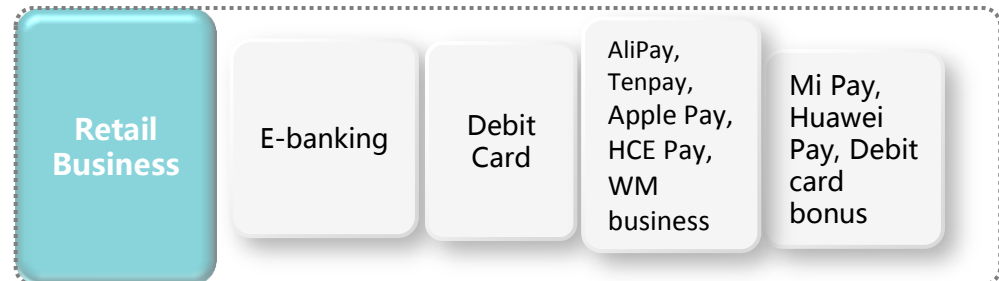 Retail
Business
E-banking
Debit
Card
AliPay,
Tenpay,
Apple Pay,
HCE Pay,
WM
business
Mi Pay,
Huawei
Pay, Debit
card
bonus